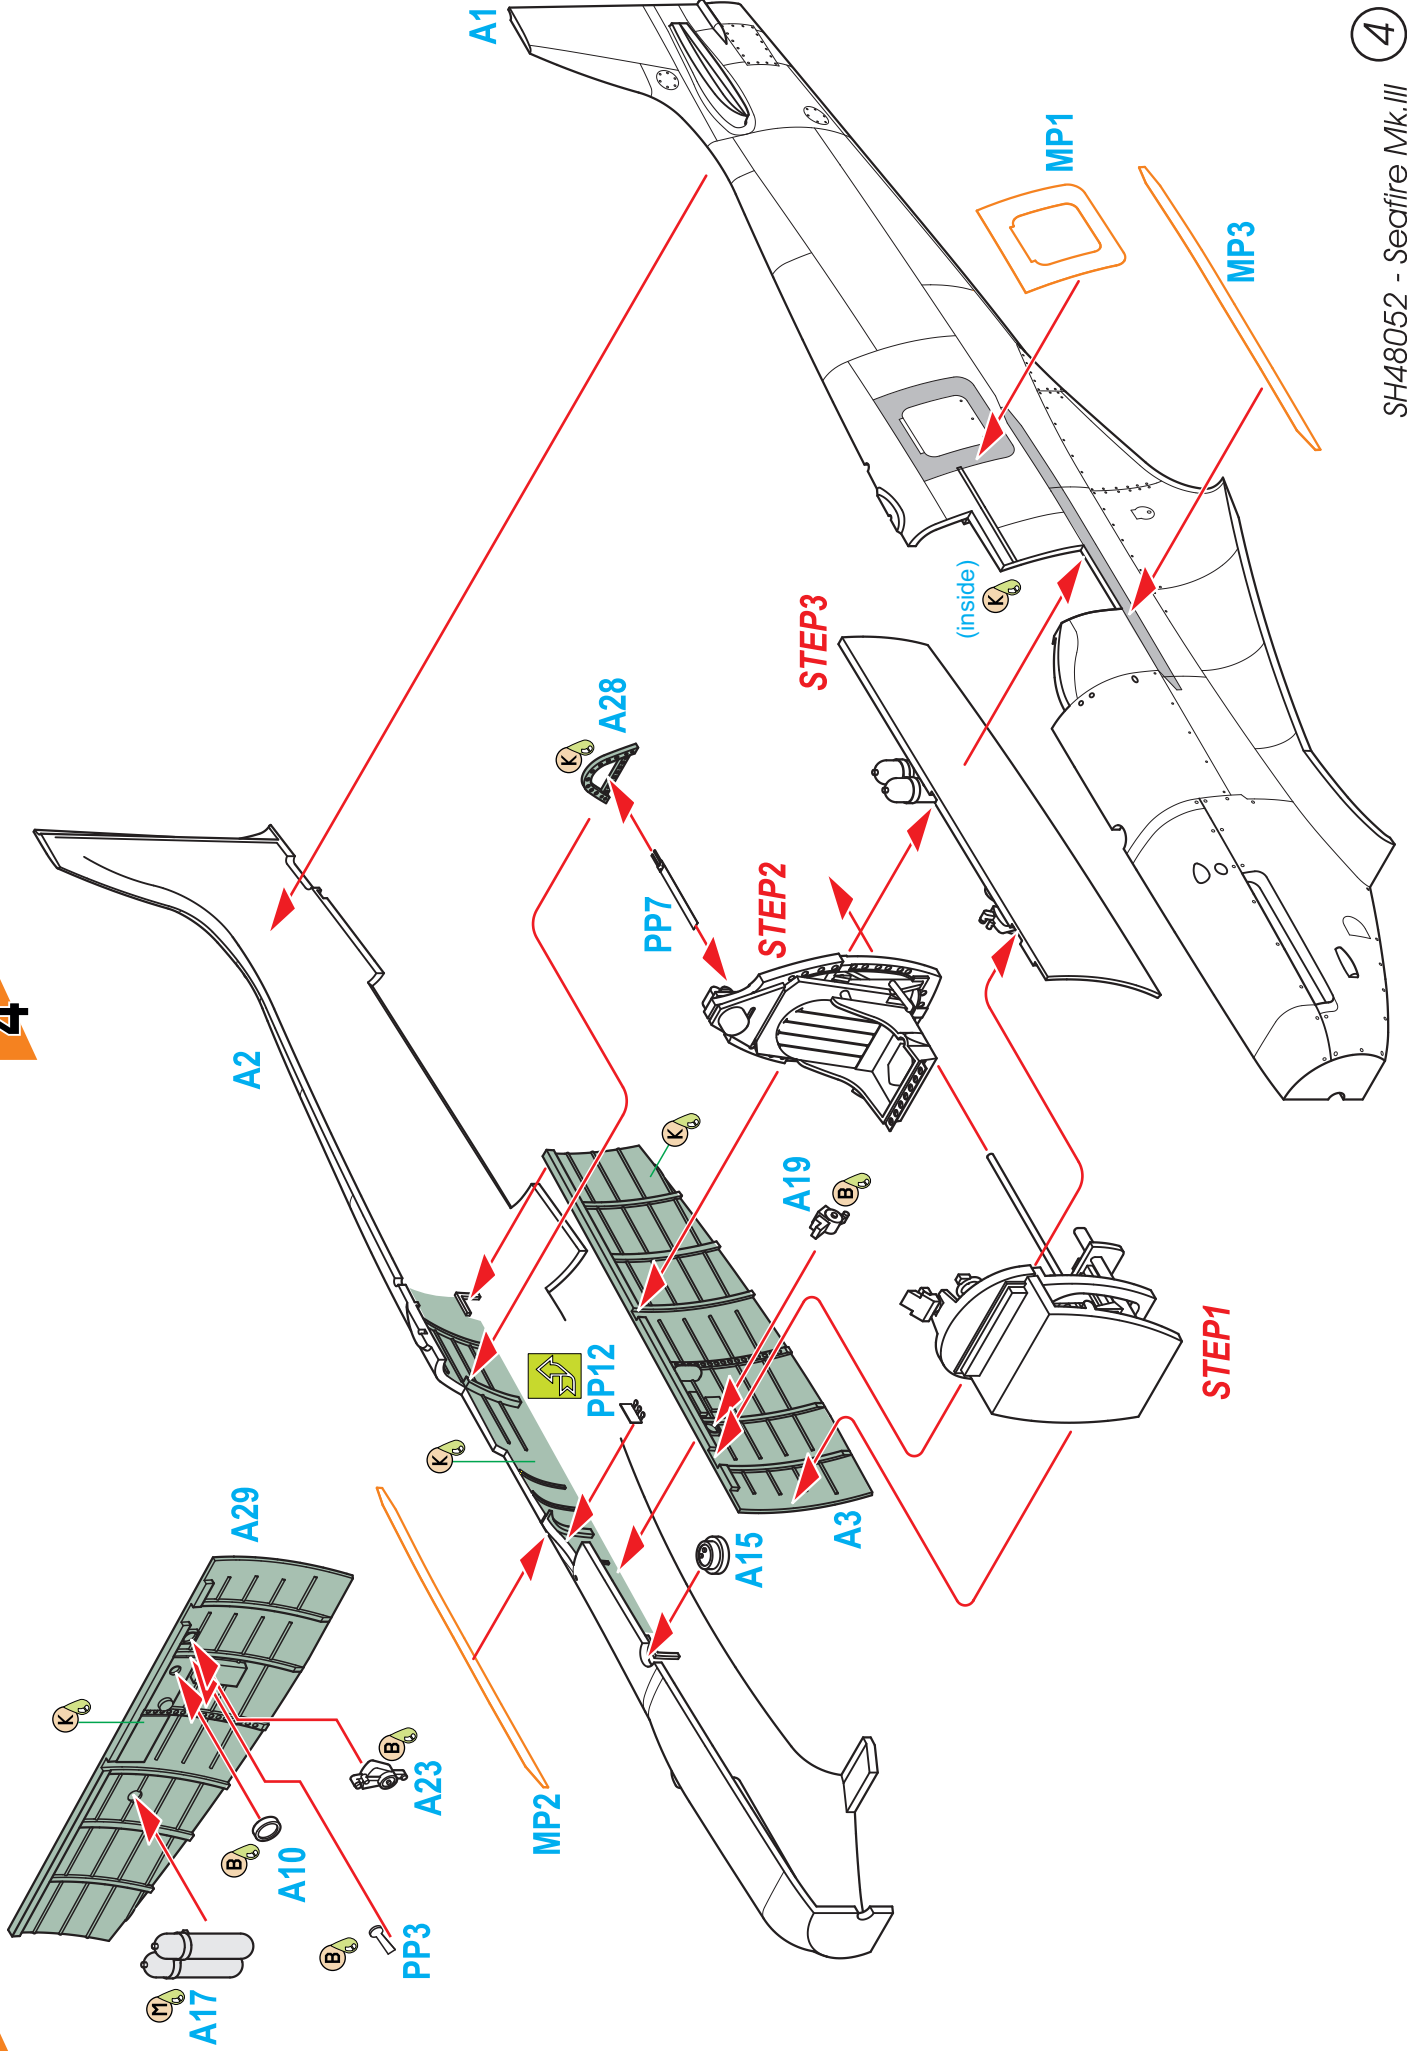 4
A29
K
A23
B
A10
B
PP3
B
A17
M
MP2
A2
K
PP12
A15
A3
K
A19
B
A28
K
PP7
STEP2
STEP1
STEP3
A1
(inside)
K
MP1
MP3
SH48052 - Seafire Mk.III
4